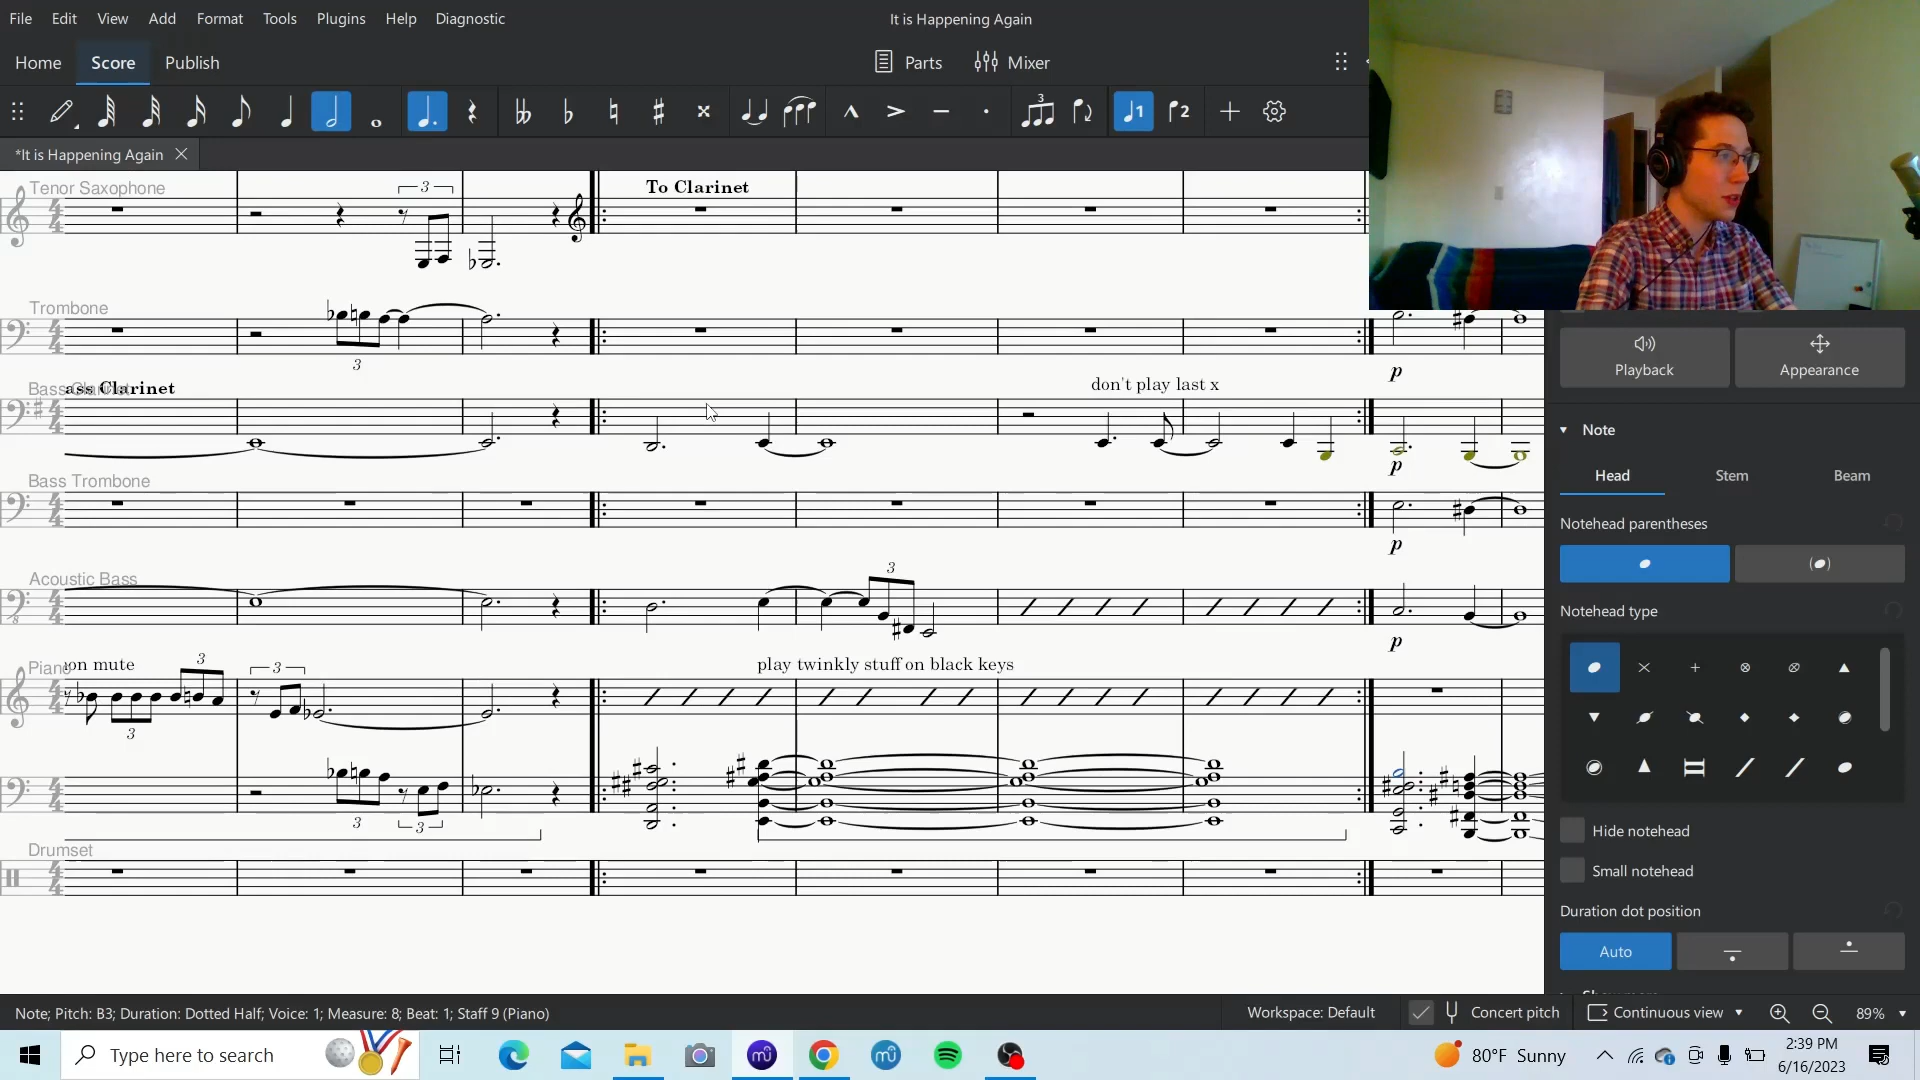 File Edit View Add Format Tools Plugins Help Diagnostic
It is Happening Again
Home Score Publish
Parts Mixer
3
1 2
*It is Happening Again
Tenor Saxophone
3
To Clarinet
Trombone
3
p
Bass Clarinet
ass Clarinet
don't play last x
p
Bass Trombone
p
Acoustic Bass
3
p
Piano
on mute
3
3
3
play twinkly stuff on black keys
3
3
Drumset
Playback
Appearance
Note
Head Stem Beam
Notehead parentheses
Notehead type
Hide notehead
Small notehead
Duration dot position
Auto
Note; Pitch: B3; Duration: Dotted Half; Voice: 1; Measure: 8; Beat: 1; Staff 9 (Piano)
Workspace: Default
Concert pitch
Continuous view
89%
Type here to search
80°F Sunny
2:39 PM
6/16/2023